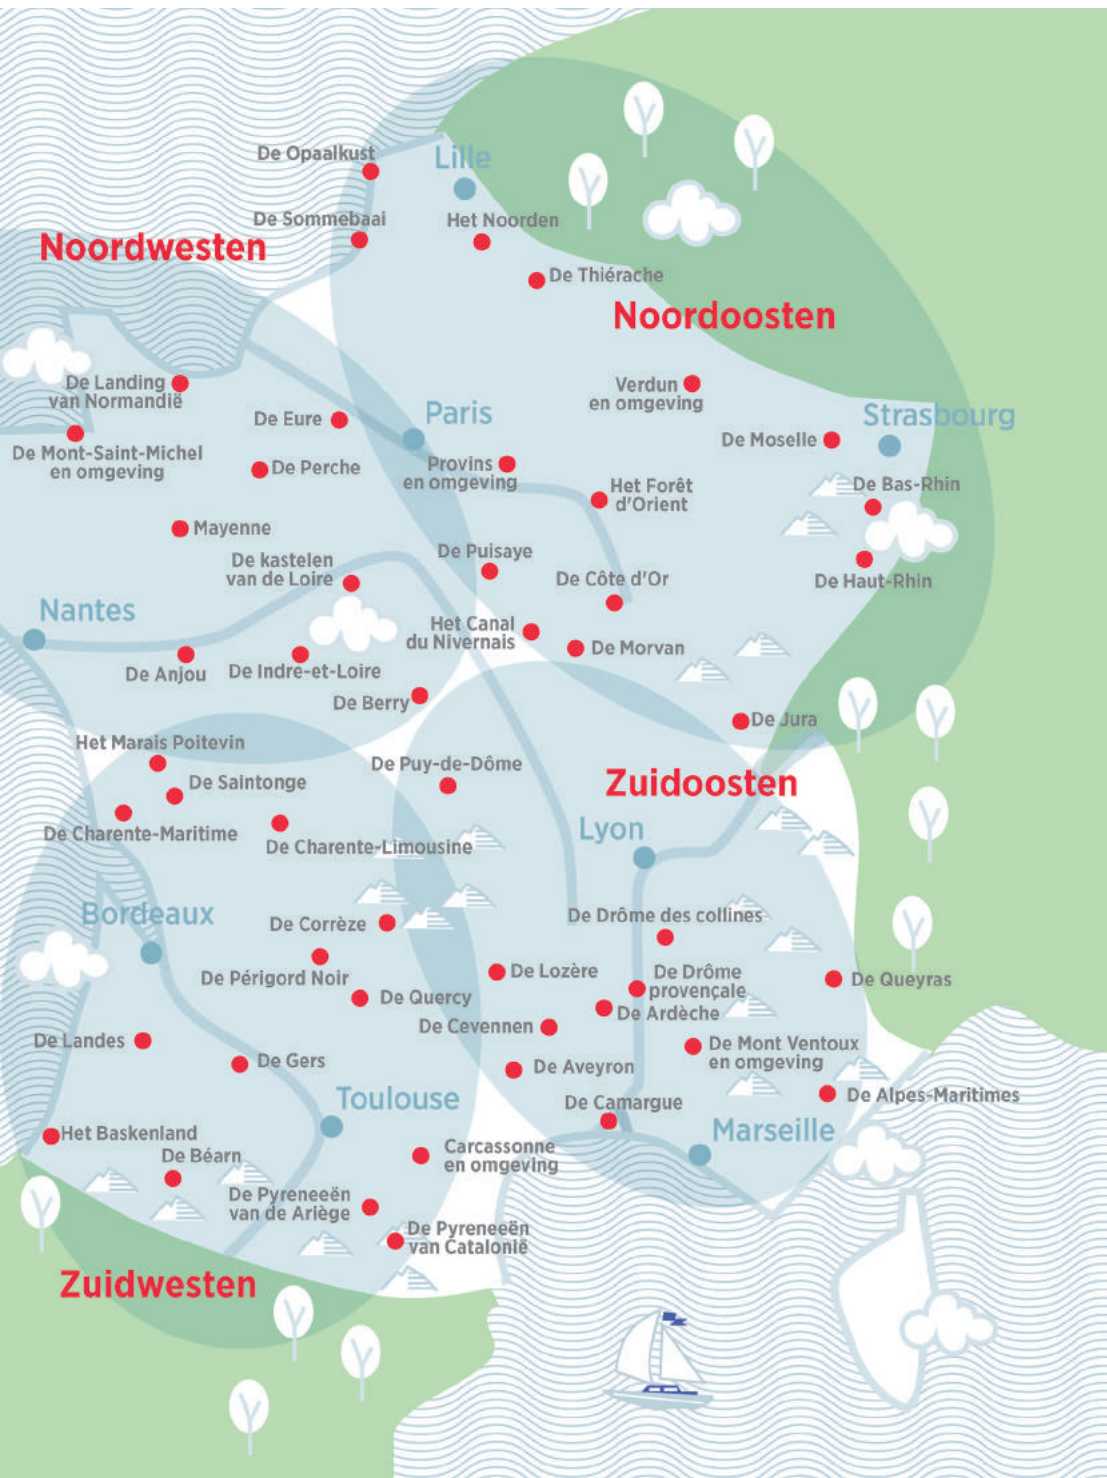 De Opaalkust
Lille
De Sommebaai
Het Noorden
Noordwesten
De Thiérache
Noordoosten
De Landing
van Normandië
Verdun
en omgeving
De Eure
Paris
Strasbourg
De Moselle
De Mont-Saint-Michel
en omgeving
De Perche
Provins
en omgeving
Het Forêt
d'Orient
De Bas-Rhin
Mayenne
De Puisaye
De kastelen
van de Loire
De Côte d'Or
De Haut-Rhin
Nantes
Het Canal
du Nivernais
De Morvan
De Anjou
De Indre-et-Loire
De Berry
De Jura
Het Marais Poitevin
De Puy-de-Dôme
De Saintonge
Zuidoosten
De Charente-Maritime
De Charente-Limousine
Lyon
Bordeaux
De Corrèze
De Drôme des collines
De Périgord Noir
De Lozère
De Drôme
provençale
De Queyras
De Quercy
De Ardèche
De Cevennen
De Landes
De Gers
De Mont Ventoux
en omgeving
De Aveyron
Toulouse
De Camargue
De Alpes-Maritimes
Het Baskenland
Marseille
De Béarn
Carcassonne
en omgeving
De Pyreneeën
van de Ariège
De Pyreneeën
van Catalonië
Zuidwesten